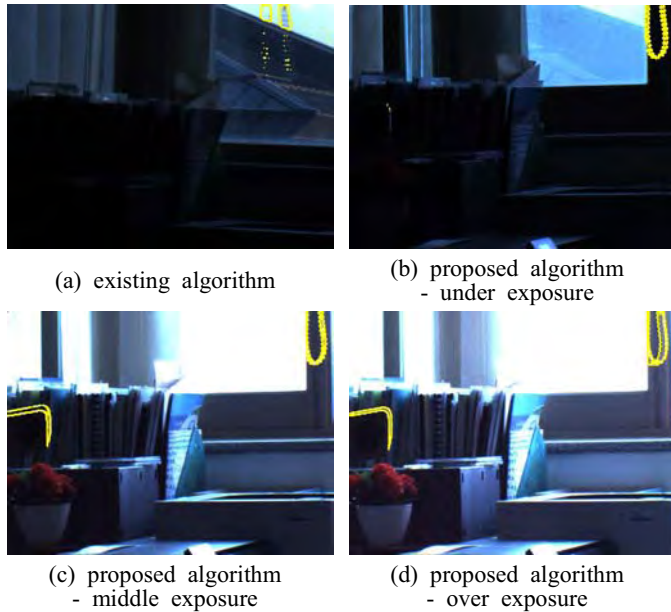 (a) existing algorithm
(b) proposed algorithm
- under exposure
(c) proposed algorithm
- middle exposure
(d) proposed algorithm
- over exposure